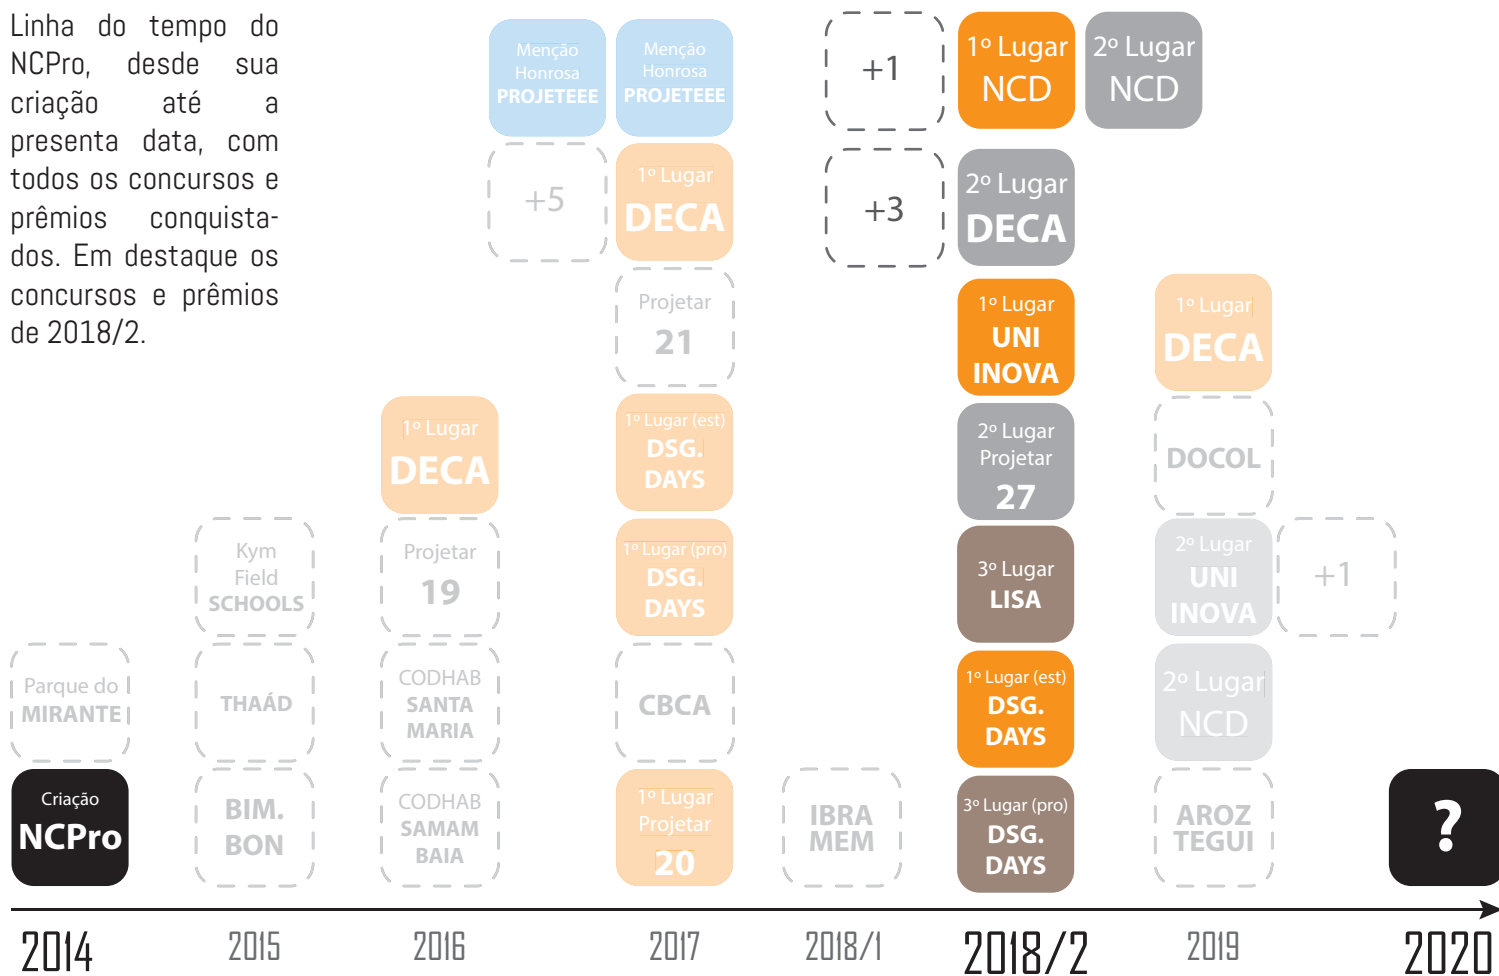 Linha do tempo do
NCPro, desde sua
criação até a
presenta data, com
todos os concursos e
prêmios conquista-
dos. Em destaque os
concursos e prêmios
de 2018/2.
Parque do
MIRANTE
Criação
NCPro
Kym
Field
SCHOOLS
THAÁD
BIM.
BON
1º Lugar
DECA
Projetar
19
CODHAB
SANTA
MARIA
CODHAB
SAMAM
BAIA
Menção
Honrosa
PROJETEEE
+5
Menção
Honrosa
PROJETEEE
1º Lugar
DECA
Projetar
21
1º Lugar (est)
DSG.
DAYS
1º Lugar (pro)
DSG.
DAYS
CBCA
1º Lugar
Projetar
20
IBRA
MEM
+1
1º Lugar
NCD
2º Lugar
NCD
+3
2º Lugar
DECA
1º Lugar
UNI
INOVA
2º Lugar
Projetar
27
3º Lugar
LISA
1º Lugar (est)
DSG.
DAYS
3º Lugar (pro)
DSG.
DAYS
1º Lugar
DECA
DOCOL
2º Lugar
UNI
INOVA
+1
2º Lugar
NCD
AROZ
TEGUI
?
2014
2015
2016
2017
2018/1
2018/2
2019
2020